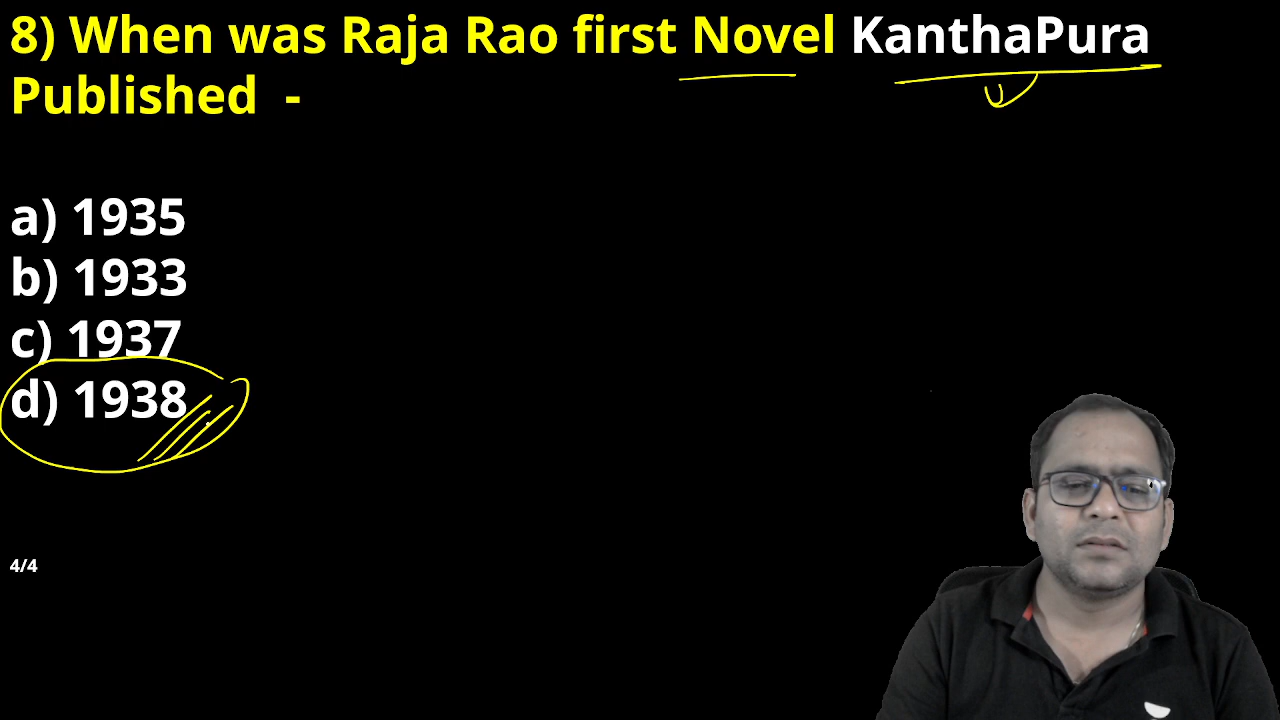 8) When was Raja Rao first Novel KanthaPura
Published -
a) 1935
b) 1933
c) 1937
d) 1938
4/4